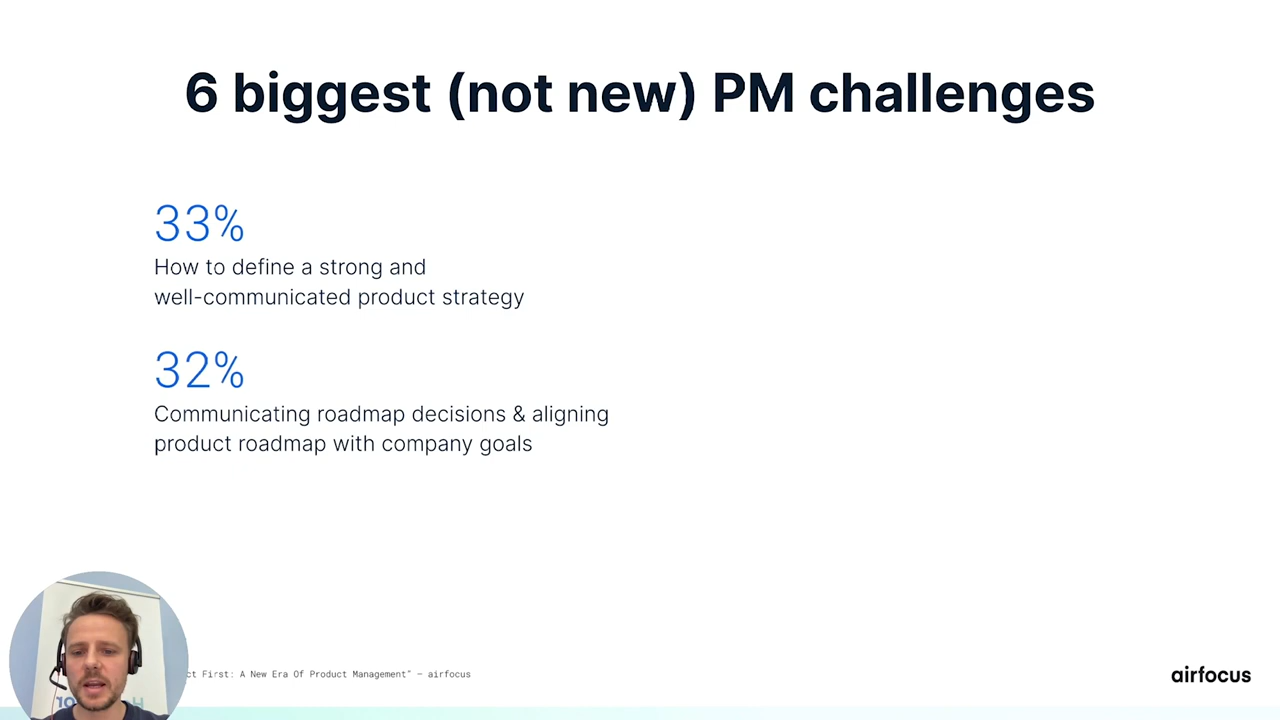 6 biggest (not new) PM challenges
33%
How to define a strong and
well-communicated product strategy
32%
Communicating roadmap decisions & aligning
product roadmap with company goals
First: A New Era Of Product Management" — airfocus
airfocus